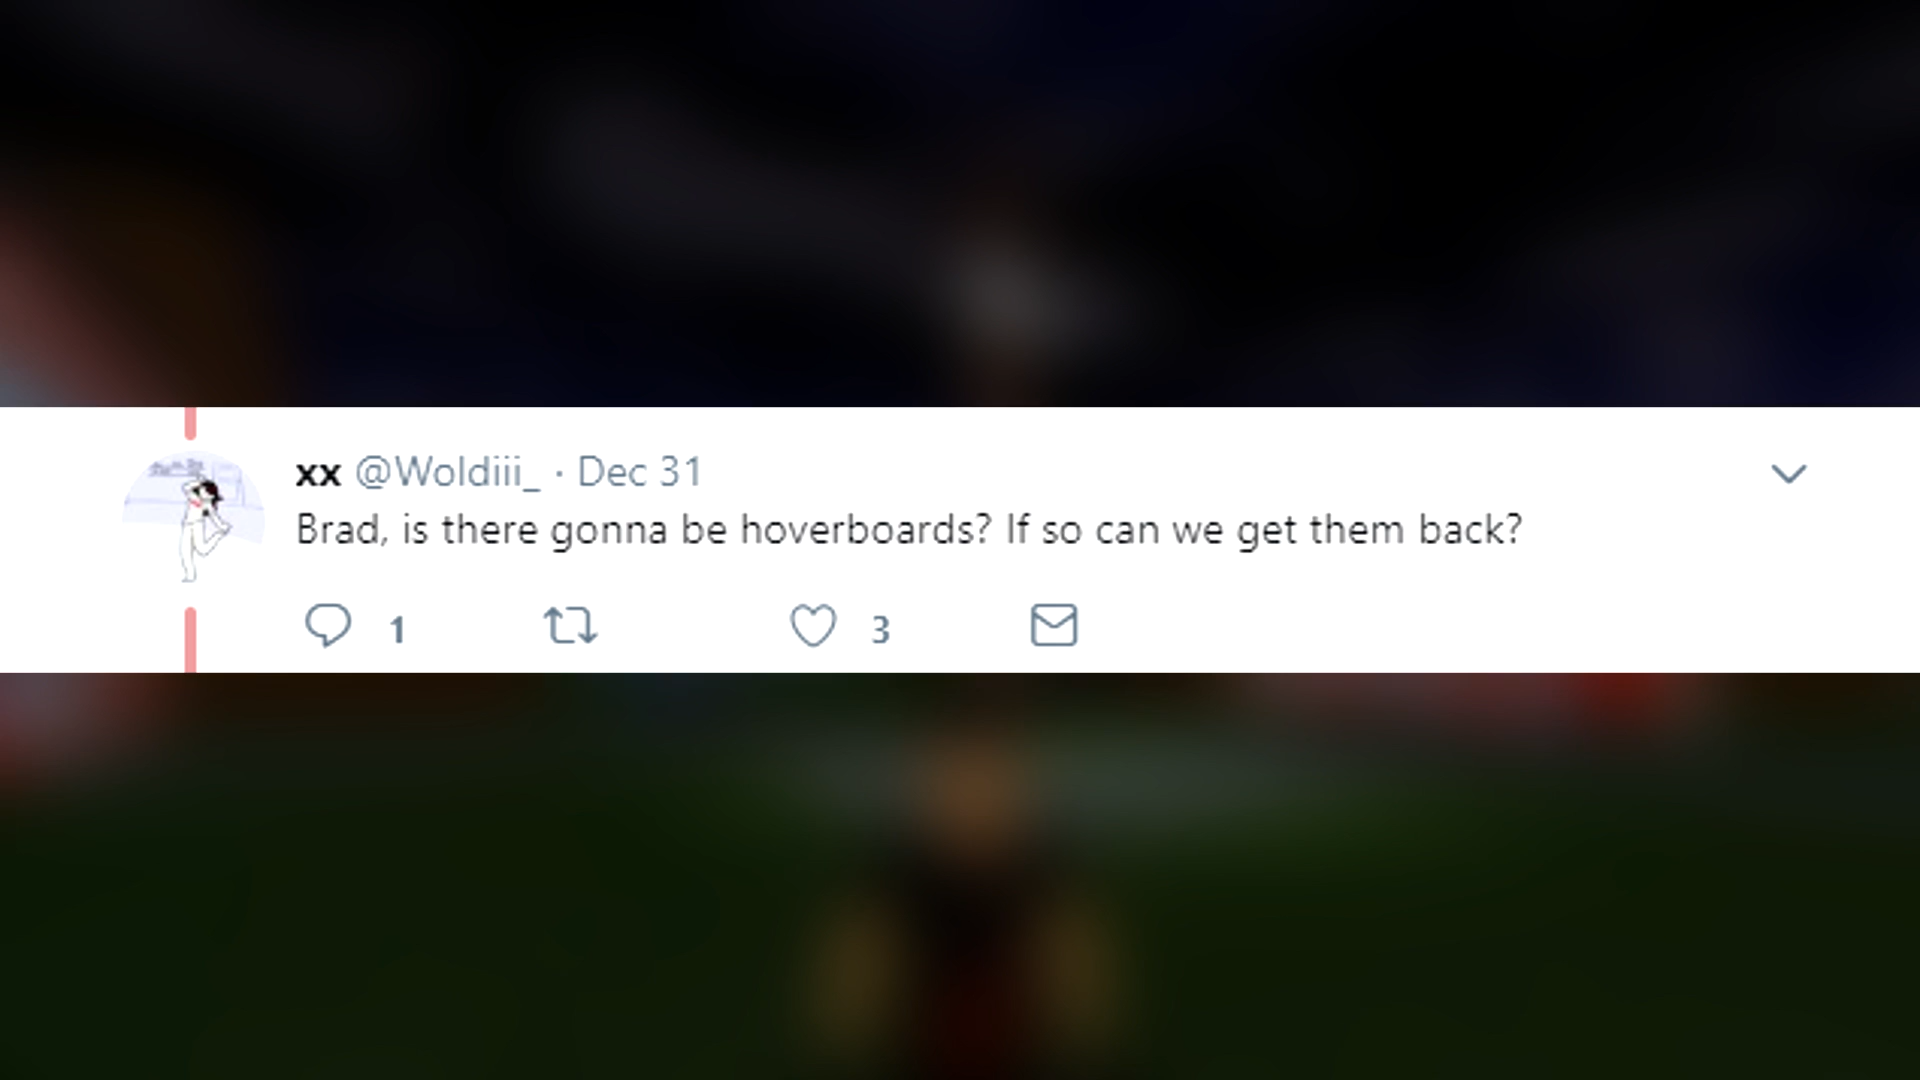 xx @Woldiii_ · Dec 31
Brad, is there gonna be hoverboards? If so can we get them back?
1 3